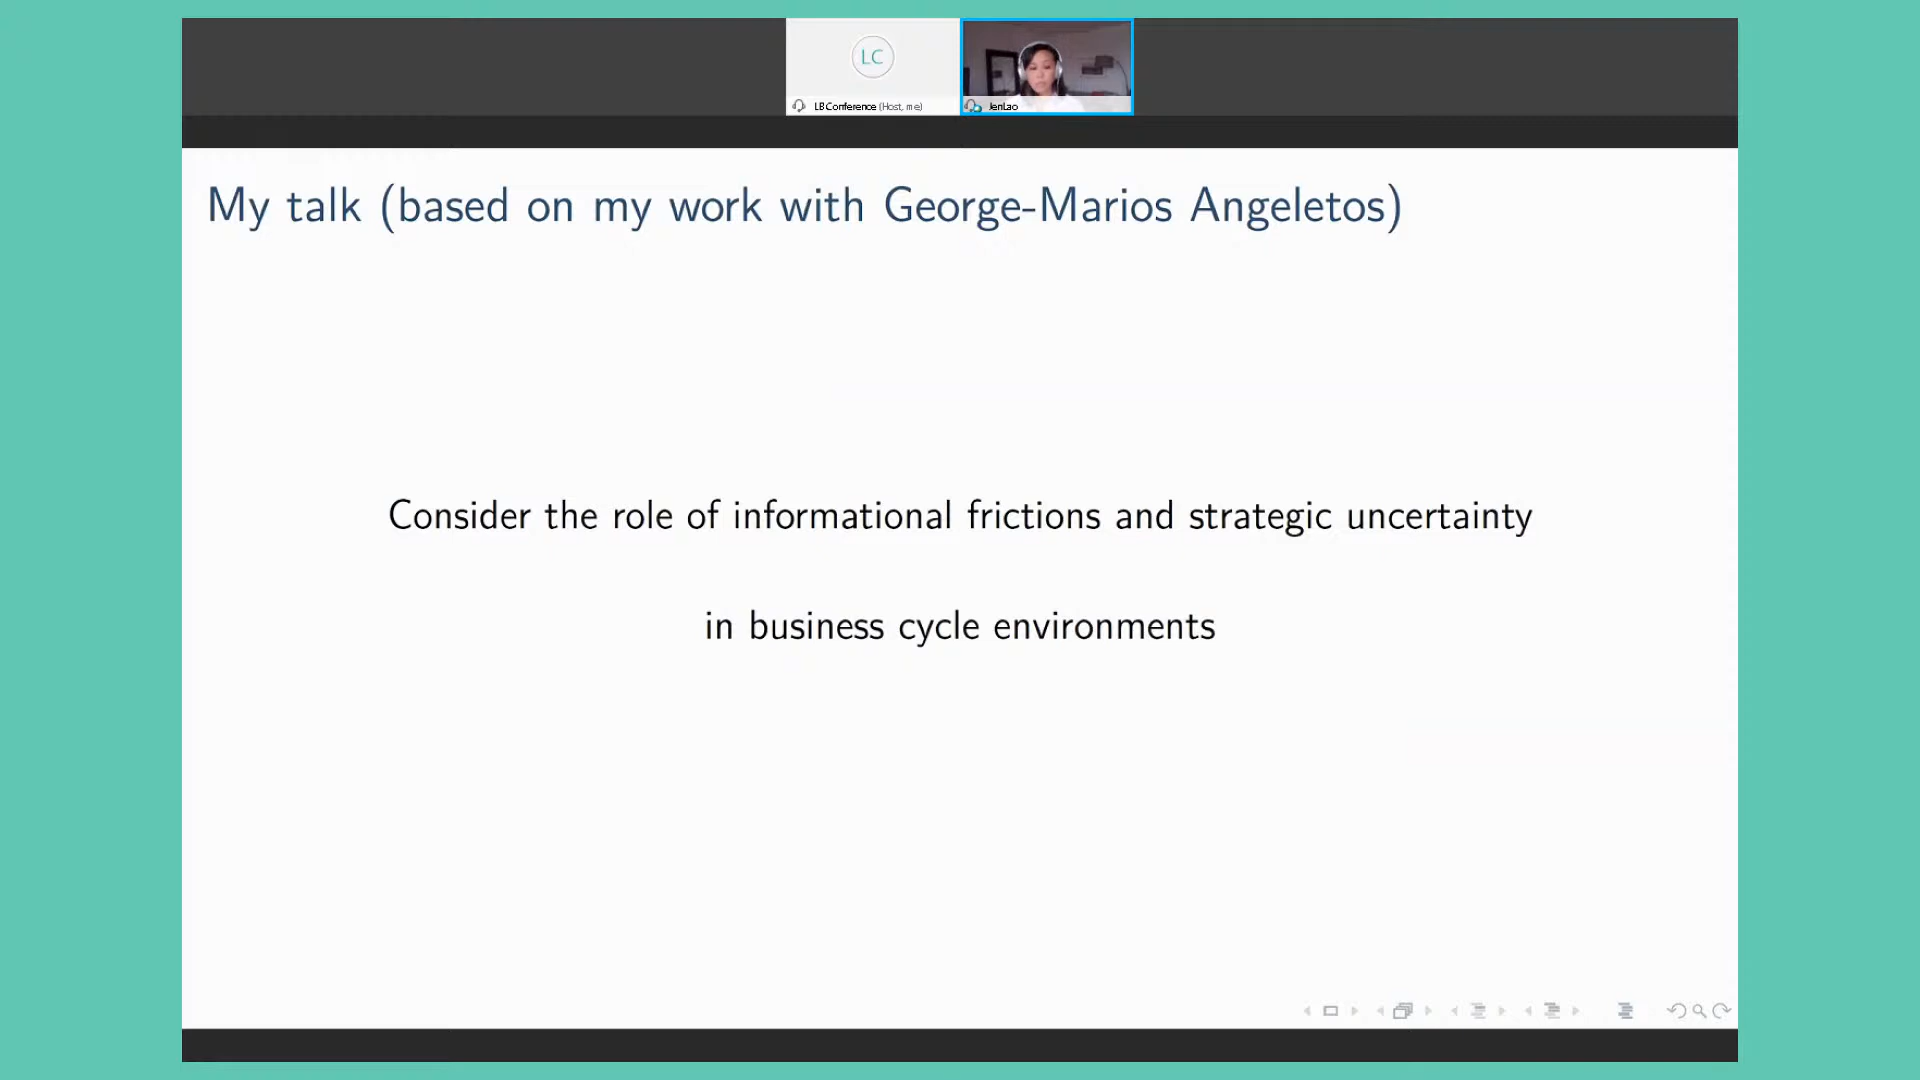 LC
LB Conference (Host, me)
JenLao
My talk (based on my work with George-Marios Angeletos)
Consider the role of informational frictions and strategic uncertainty
in business cycle environments